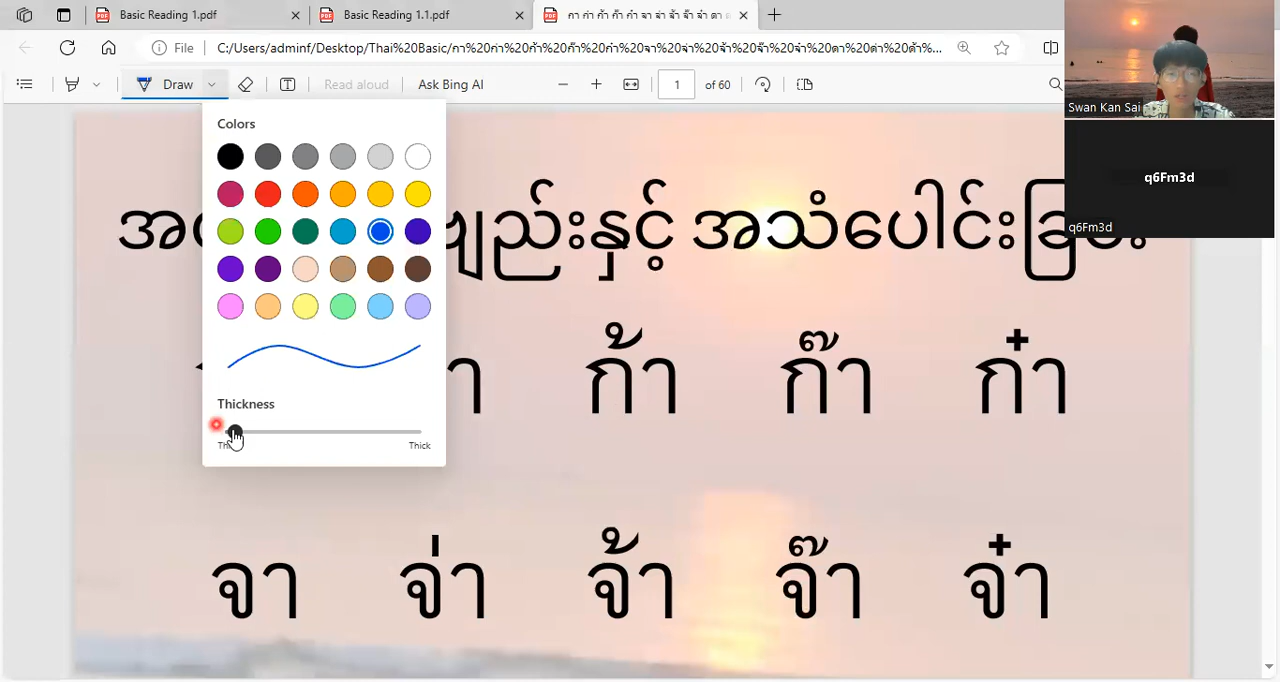 Basic Reading 1.pdf
Basic Reading 1.1.pdf
กา ก่า ก้า ก๊า ก๋า จา จ่า จ้า จ๊า จ๋า ดา ด
File
C:/Users/adminf/Desktop/Thai%20Basic/กา%20ก่า%20ก้า%20ก๊า%20ก๋า%20จา%20จ่า%20จ้า%20จ๊า%20จ๋า%20ดา%20ด่า%20ด้า%...
Draw
Read aloud
Ask Bing AI
1
of 60
Swan Kan Sai
q6Fm3d
q6Fm3d
Colors
Thickness
Thick
အသံပေါင်း
ก้า ก๊า ก๋า
จา จ่า จ้า จ๊า จ๋า